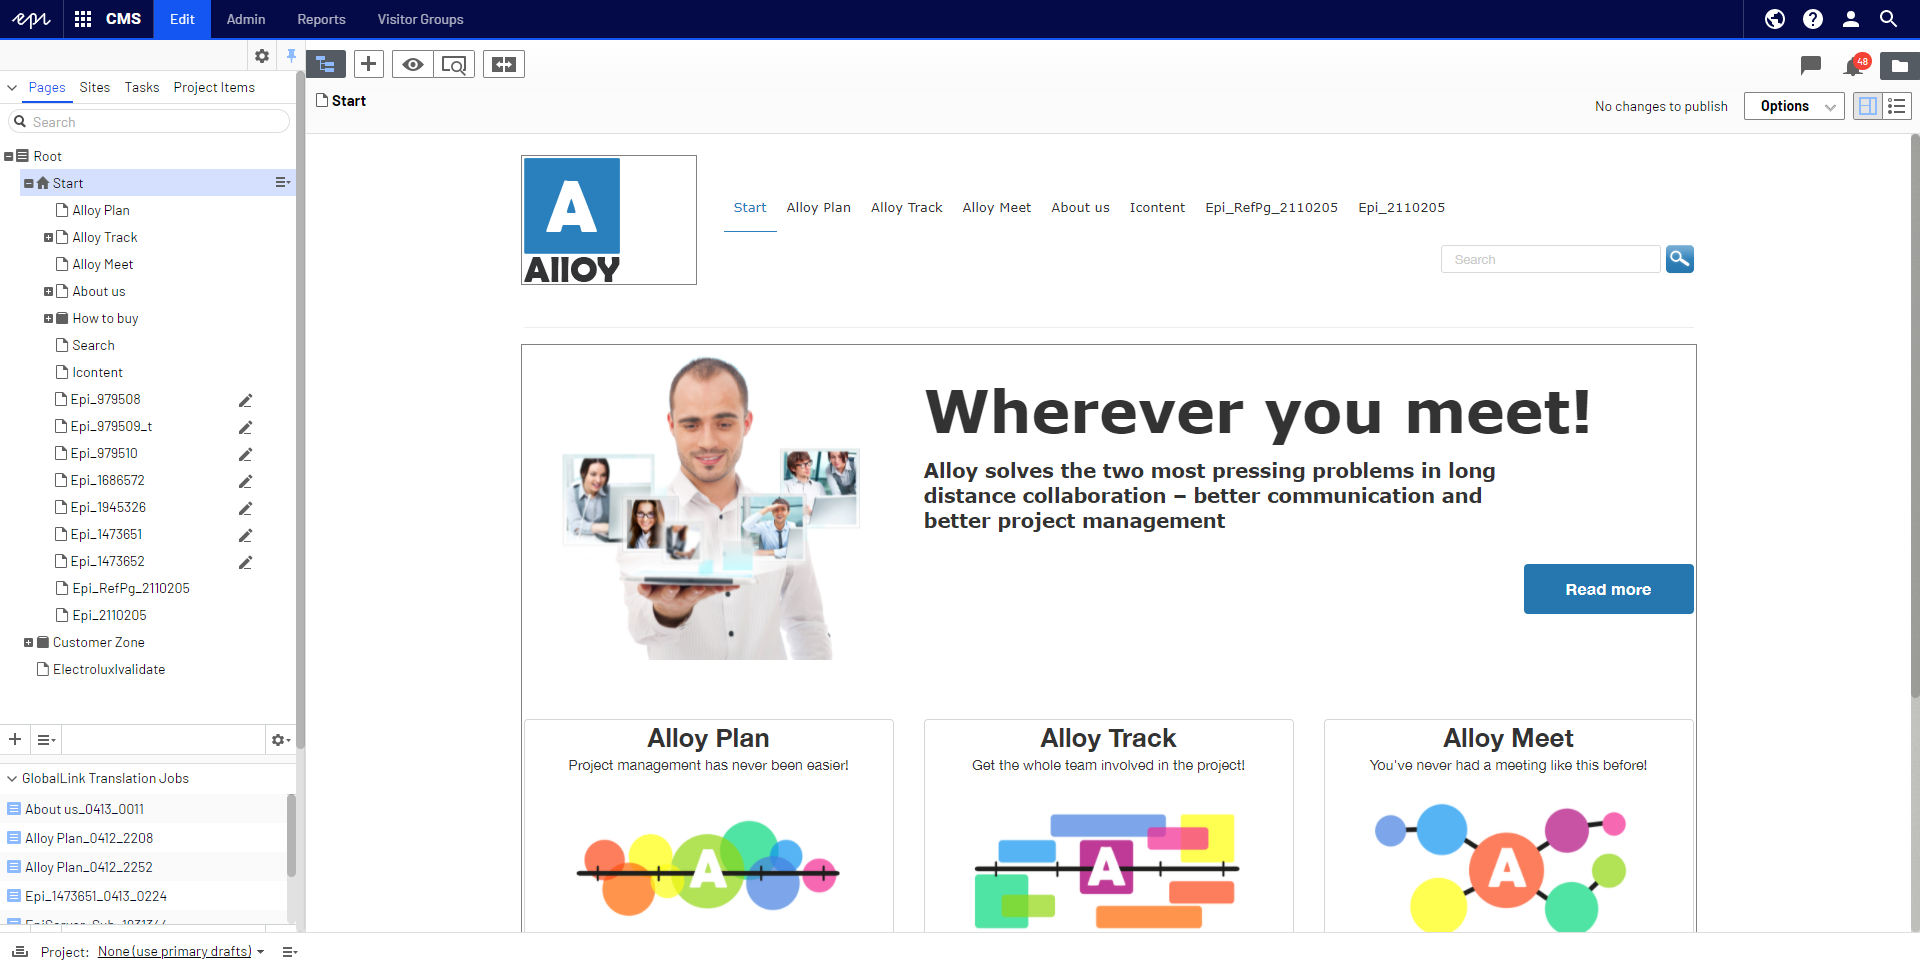 epi
CMS
Edit
Admin
Reports
Visitor Groups
48
Pages
Sites
Tasks
Project Items
Search
Root
Start
Alloy Plan
Alloy Track
Alloy Meet
About us
How to buy
Search
Icontent
Epi_979508
Epi_979509_t
Epi_979510
Epi_1686572
Epi_1945326
Epi_1473651
Epi_1473652
Epi_RefPg_2110205
Epi_2110205
Customer Zone
ElectroluxIvalidate
GlobalLink Translation Jobs
About us_0413_0011
Alloy Plan_0412_2208
Alloy Plan_0412_2252
Epi_1473651_0413_0224
Project: None (use primary drafts)
Start
No changes to publish
Options
A
AllOY
Start
Alloy Plan
Alloy Track
Alloy Meet
About us
Icontent
Epi_RefPg_2110205
Epi_2110205
Search
Wherever you meet!
Alloy solves the two most pressing problems in long
distance collaboration – better communication and
better project management
Read more
Alloy Plan
Project management has never been easier!
A
Alloy Track
Get the whole team involved in the project!
A
Alloy Meet
You've never had a meeting like this before!
A